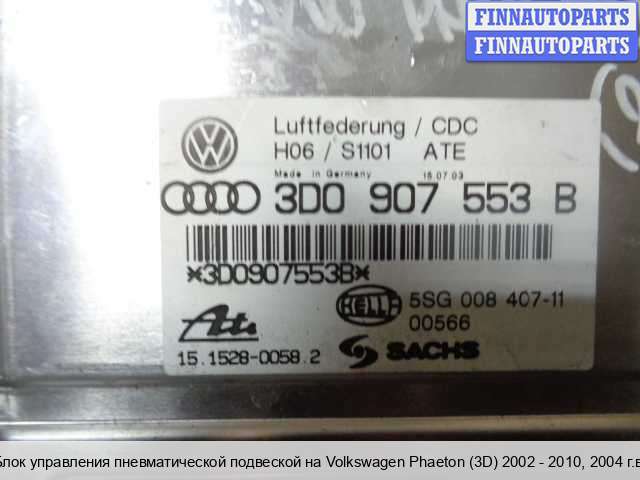 FINNAUTOPARTS
FINNAUTOPARTS
Luftfederung / CDC
H06 / S1101 ATE
Made in Germany 15.07.03
3D0 907 553 B
*3D0907553B*
HELLA
5SG 008 407-11
00566
Ate
15.1528-0058.2
SACHS
Блок управления пневматической подвеской на Volkswagen Phaeton (3D) 2002 - 2010, 2004 г.в